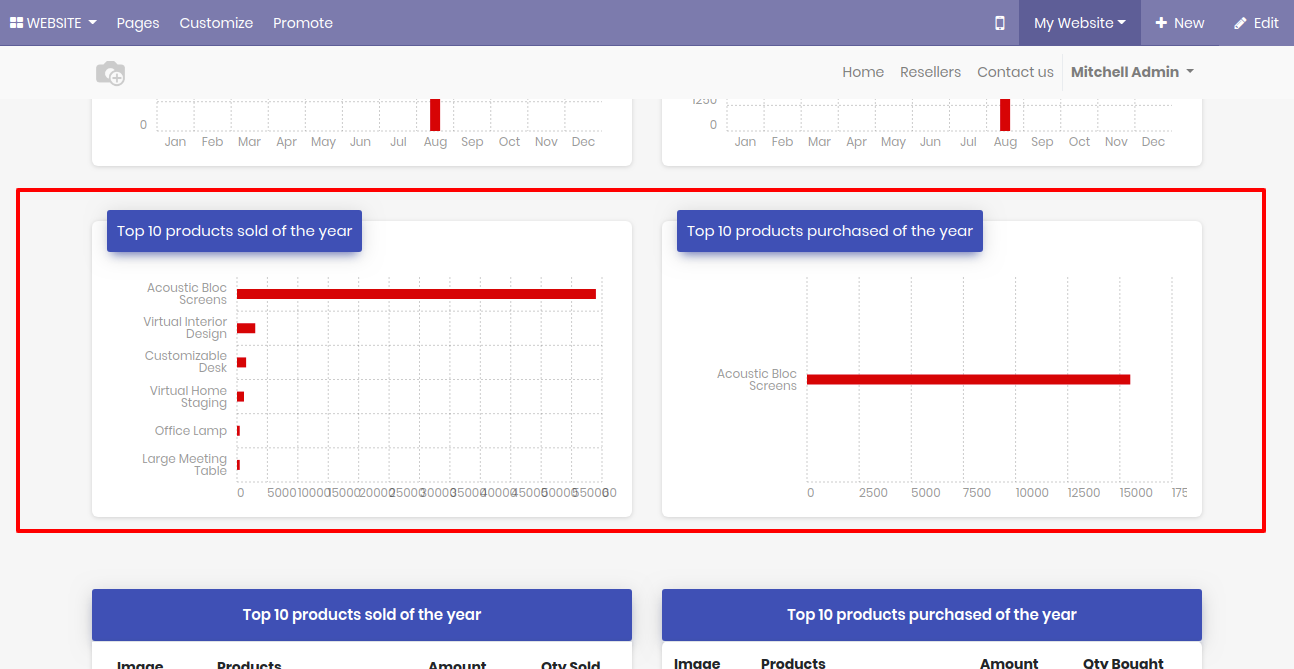 WEBSITE Pages Customize Promote My Website New Edit
Home Resellers Contact us Mitchell Admin
0
Jan Feb Mar Apr May Jun Jul Aug Sep Oct Nov Dec
1250
0
Jan Feb Mar Apr May Jun Jul Aug Sep Oct Nov Dec
Top 10 products sold of the year
Acoustic Bloc
Screens
Virtual Interior
Design
Customizable
Desk
Virtual Home
Staging
Office Lamp
Large Meeting
Table
0 5000 10000 15000 20000 25000 30000 35000 40000 45000 50000 55000
Top 10 products purchased of the year
Acoustic Bloc
Screens
0 2500 5000 7500 10000 12500 15000
Top 10 products sold of the year
Image Products Amount Qty Sold
Top 10 products purchased of the year
Image Products Amount Qty Bought